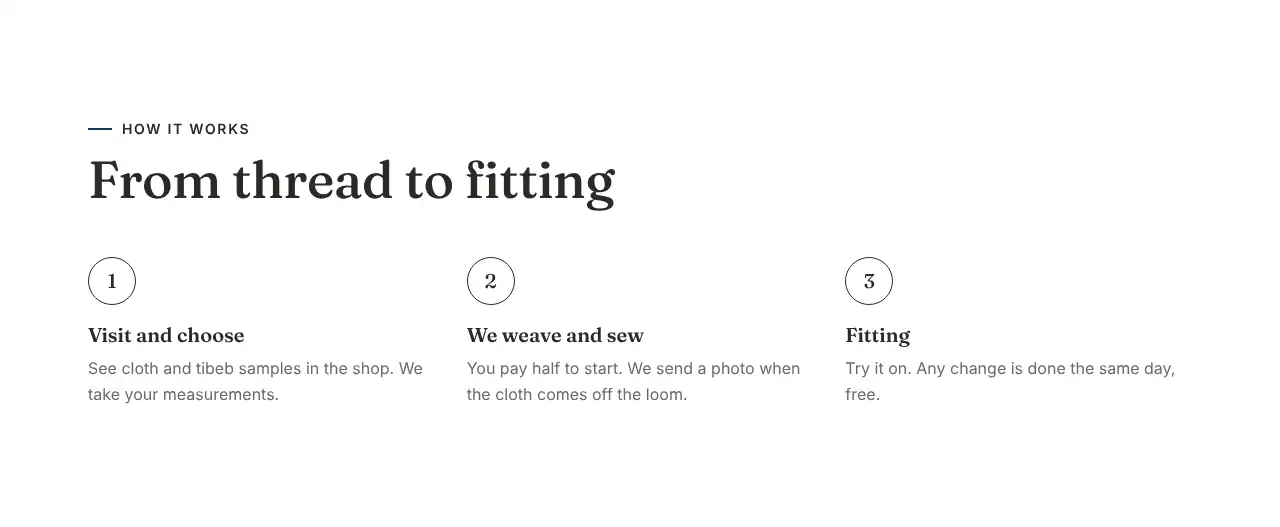 HOW IT WORKS
From thread to fitting
1
Visit and choose
See cloth and tibeb samples in the shop. We
take your measurements.
2
We weave and sew
You pay half to start. We send a photo when
the cloth comes off the loom.
3
Fitting
Try it on. Any change is done the same day,
free.